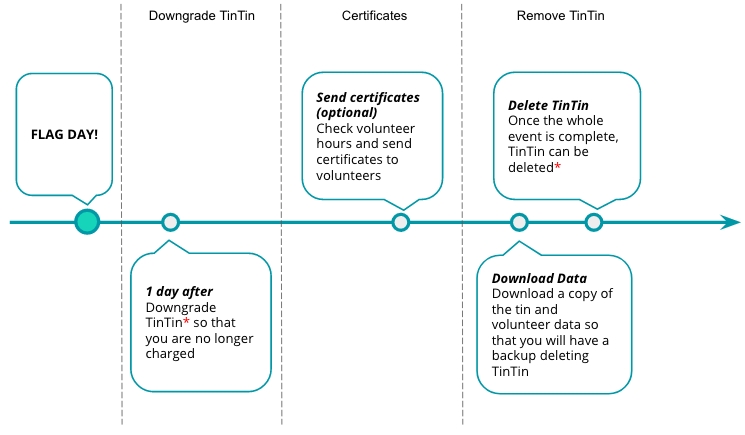 Downgrade TinTin
Certificates
Remove TinTin
FLAG DAY!
Send certificates
(optional)
Check volunteer
hours and send
certificates to
volunteers
Delete TinTin
Once the whole
event is complete,
TinTin can be
deleted*
1 day after
Downgrade
TinTin* so that
you are no longer
charged
Download Data
Download a copy of
the tin and
volunteer data so
that you will have a
backup deleting
TinTin